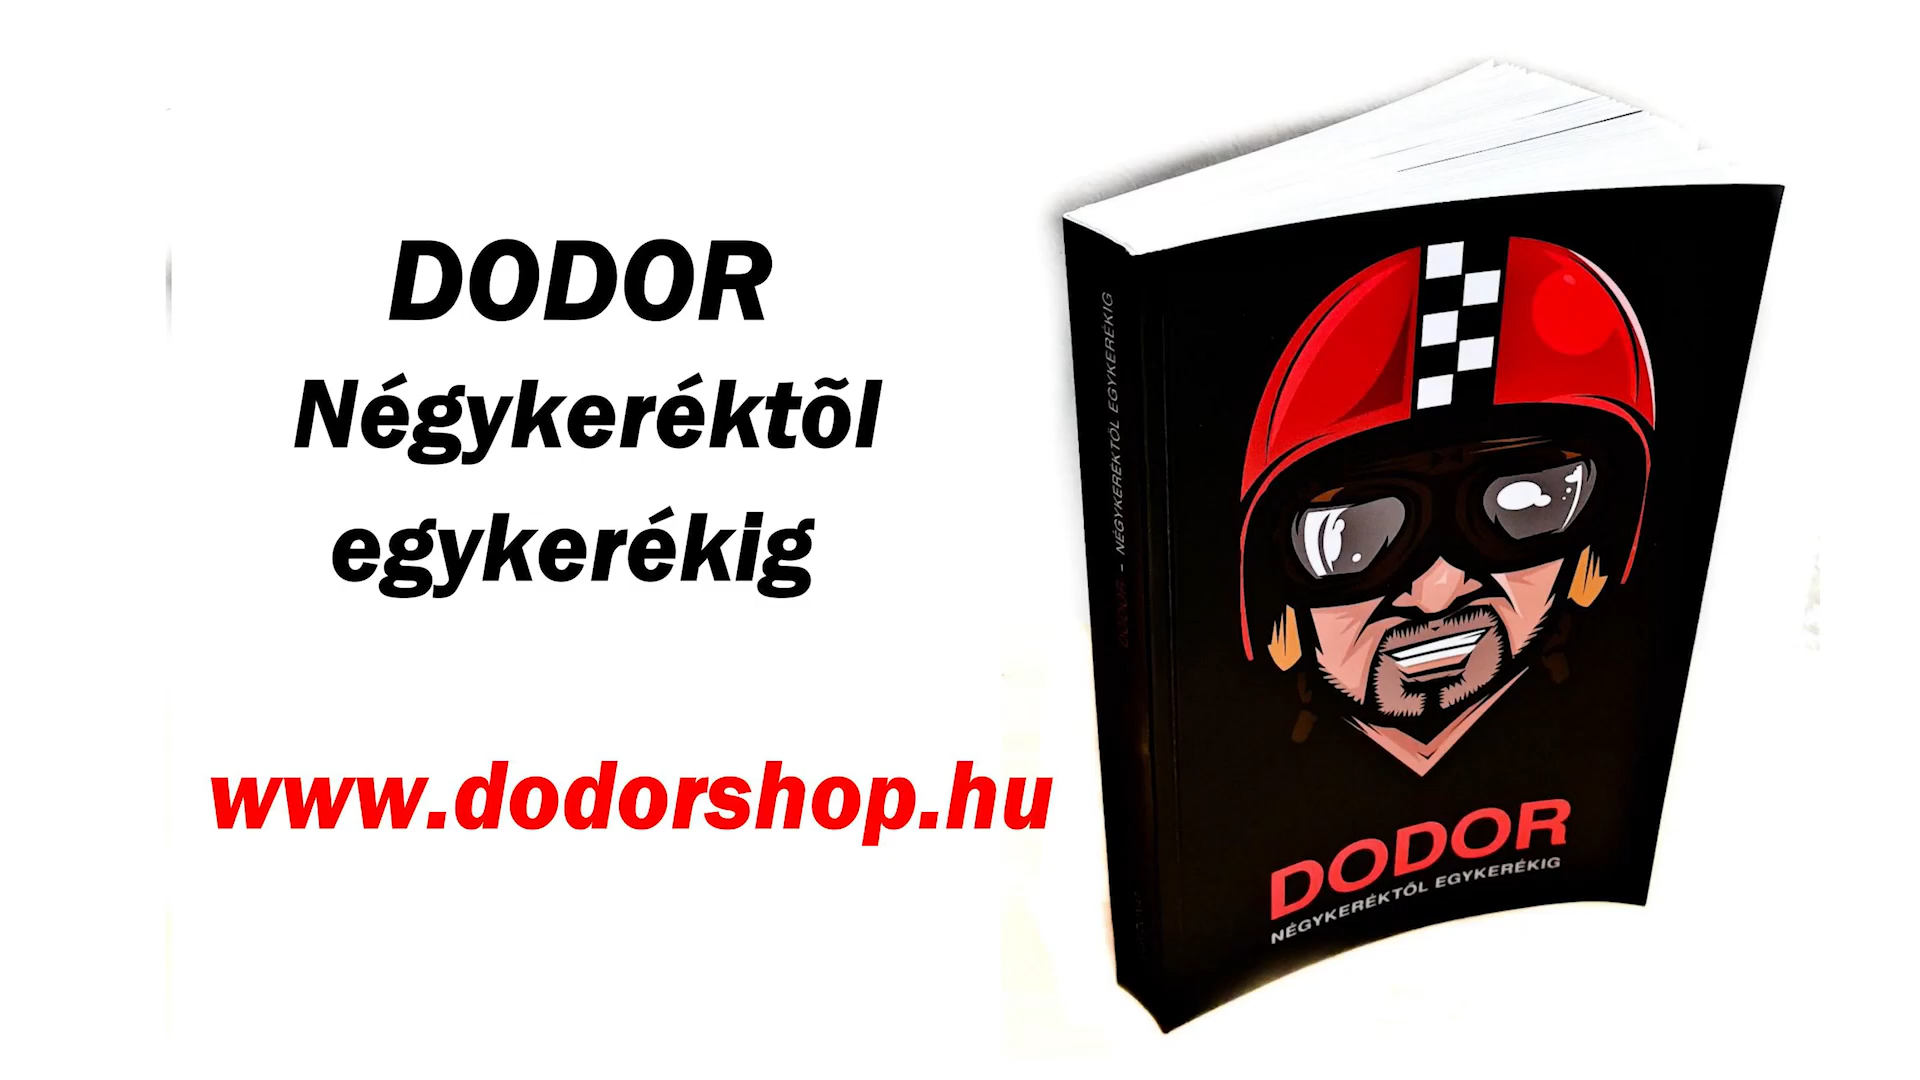 DODOR
Négykeréktõl
egykerékig
www.dodorshop.hu
DODOR - NÉGYKERÉKTŐL EGYKERÉKIG
DODOR
NÉGYKERÉKTŐL EGYKERÉKIG